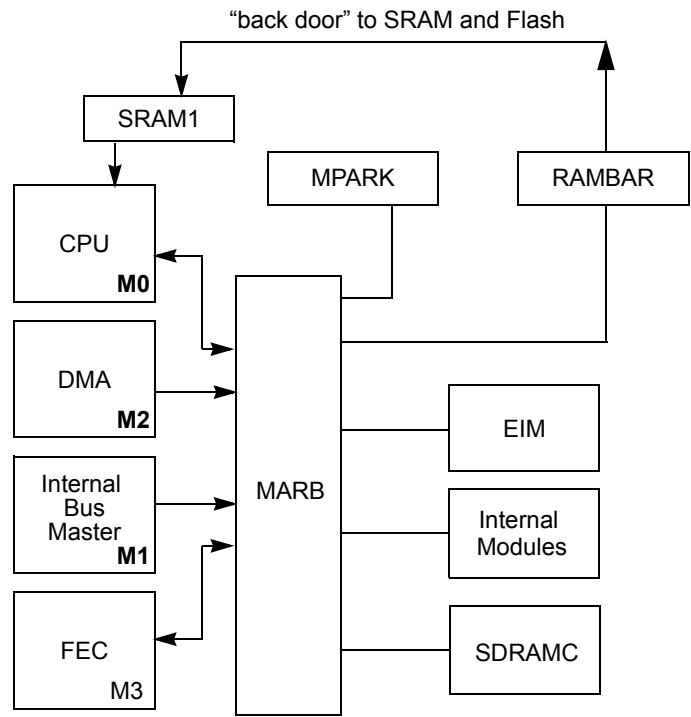 “back door” to SRAM and Flash
SRAM1
MPARK
RAMBAR
CPU
M0
DMA
M2
EIM
Internal
Bus
Master
M1
MARB
Internal
Modules
FEC
M3
SDRAMC